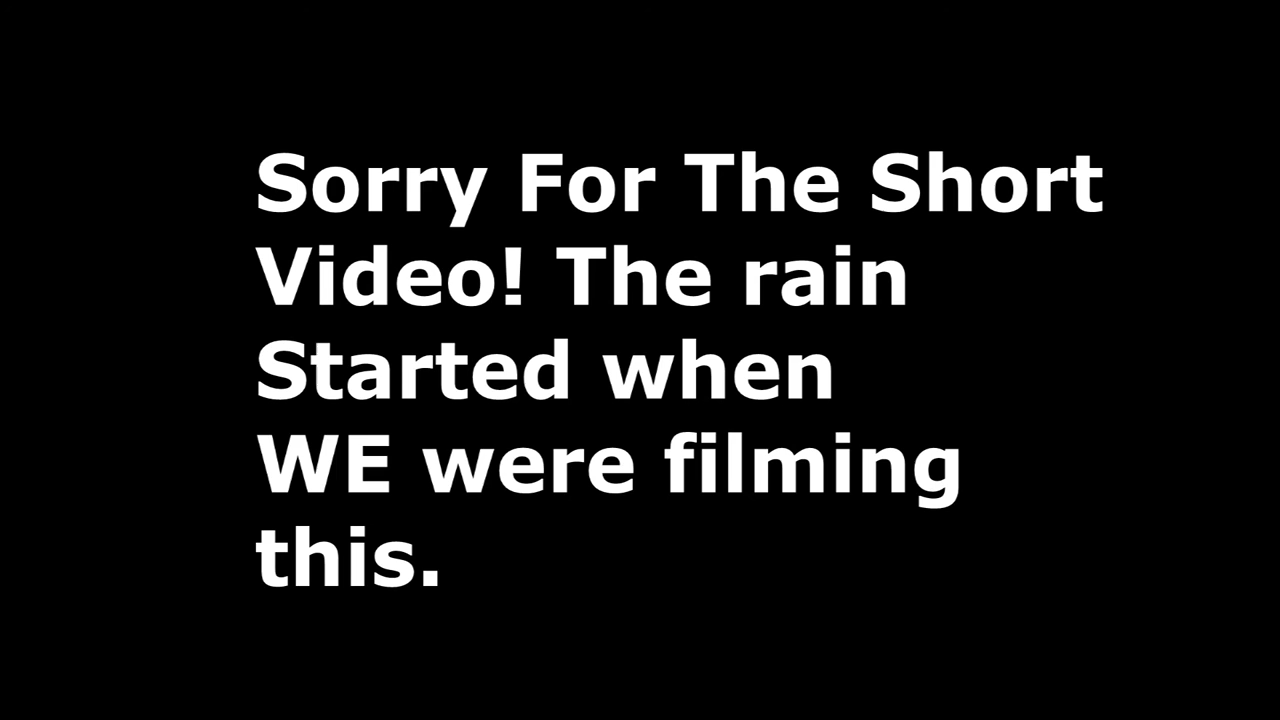 Sorry For The Short
Video! The rain
Started when
WE were filming
this.